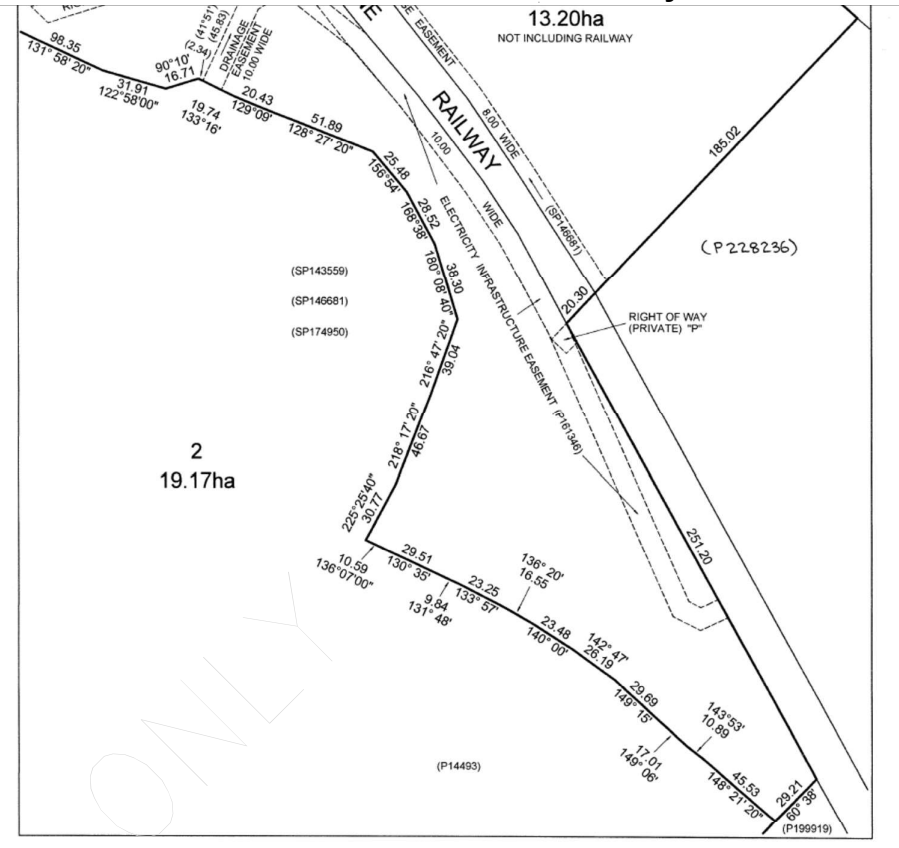 13.20ha
NOT INCLUDING RAILWAY
EASEMENT
(41°51')
(45.83)
(2.34)
DRAINAGE
EASEMENT
10.00 WIDE
98.35
131° 58' 20"
31.91
122°58'00"
90°10'
16.71
19.74
133°16'
20.43
129°09'
51.89
128° 27' 20"
25.48
156°54'
28.52
168°38'
38.30
180° 08' 40"
RAILWAY
10.00
WIDE
8.00 WIDE
(SP146681)
185.02
(P228236)
ELECTRICITY INFRASTRUCTURE EASEMENT (P161346)
(SP143559)
(SP146681)
(SP174950)
20.30
RIGHT OF WAY
(PRIVATE) "P"
216° 47' 20"
39.04
218° 17' 20"
46.67
2
19.17ha
225°25'40"
30.77
10.59
136°07'00"
29.51
130° 35'
9.84
131° 48'
23.25
133° 57'
136° 20'
16.55
23.48
140° 00'
142° 47'
26.19
29.69
149° 15'
17.01
149° 06'
143°53'
10.89
45.53
148° 21' 20"
251.20
29.21
60° 38'
(P14493)
(P199919)
ONLY